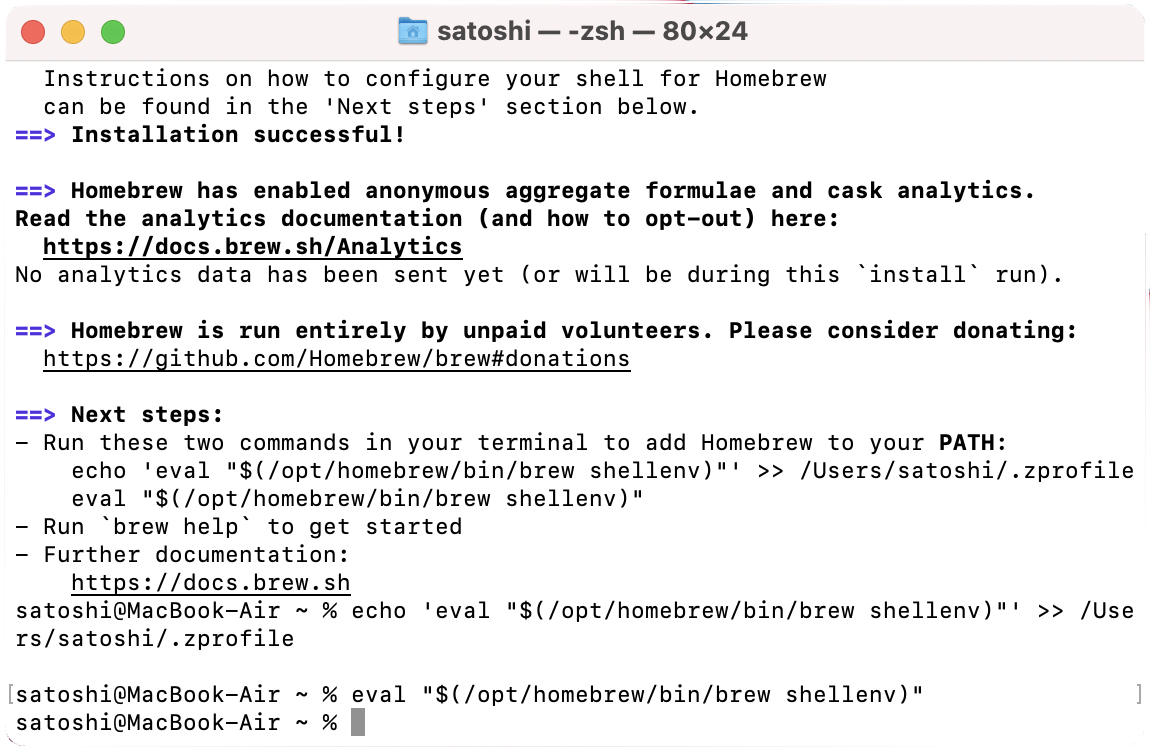 satoshi — -zsh — 80×24
Instructions on how to configure your shell for Homebrew
can be found in the 'Next steps' section below.
==> Installation successful!
==> Homebrew has enabled anonymous aggregate formulae and cask analytics.
Read the analytics documentation (and how to opt-out) here:
https://docs.brew.sh/Analytics
No analytics data has been sent yet (or will be during this `install` run).
==> Homebrew is run entirely by unpaid volunteers. Please consider donating:
https://github.com/Homebrew/brew#donations
==> Next steps:
- Run these two commands in your terminal to add Homebrew to your PATH:
echo 'eval "$(/opt/homebrew/bin/brew shellenv)"' >> /Users/satoshi/.zprofile
eval "$(/opt/homebrew/bin/brew shellenv)"
- Run `brew help` to get started
- Further documentation:
https://docs.brew.sh
satoshi@MacBook-Air ~ % echo 'eval "$(/opt/homebrew/bin/brew shellenv)"' >> /Use
rs/satoshi/.zprofile
[satoshi@MacBook-Air ~ % eval "$(/opt/homebrew/bin/brew shellenv)" ]
satoshi@MacBook-Air ~ %